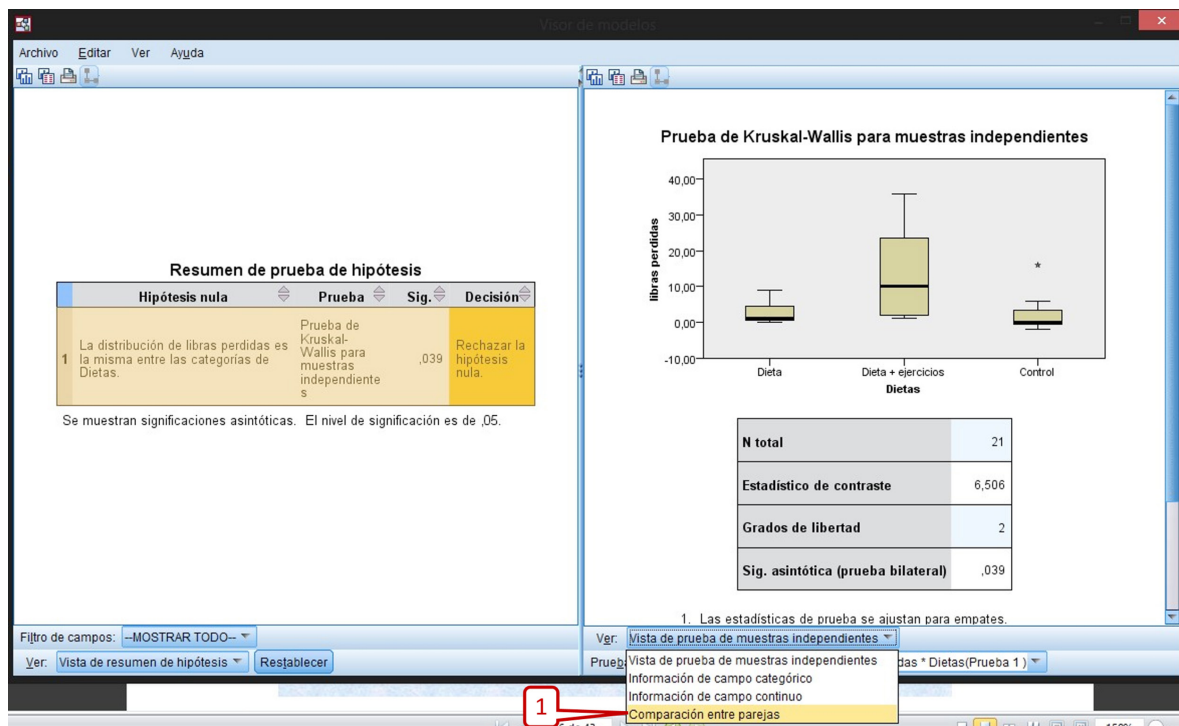 Visor de modelos
Archivo Editar Ver Ayuda
Resumen de prueba de hipótesis
Hipótesis nula Prueba Sig. Decisión
1 La distribución de libras perdidas es la misma entre las categorías de Dietas.
Prueba de Kruskal-Wallis para muestras independientes
,039
Rechazar la hipótesis nula.
Se muestran significaciones asintóticas. El nivel de significación es de ,05.
Filtro de campos: --MOSTRAR TODO--
Ver: Vista de resumen de hipótesis Restablecer
Prueba de Kruskal-Wallis para muestras independientes
libras perdidas
40,00
30,00
20,00
10,00
0,00
-10,00
Dieta Dieta + ejercicios Control
Dietas
N total 21
Estadístico de contraste 6,506
Grados de libertad 2
Sig. asintótica (prueba bilateral) ,039
1. Las estadísticas de prueba se ajustan para empates.
Ver: Vista de prueba de muestras independientes
Vista de prueba de muestras independientes
Información de campo categórico
Información de campo continuo
Comparación entre parejas
* Dietas(Prueba 1 )
1